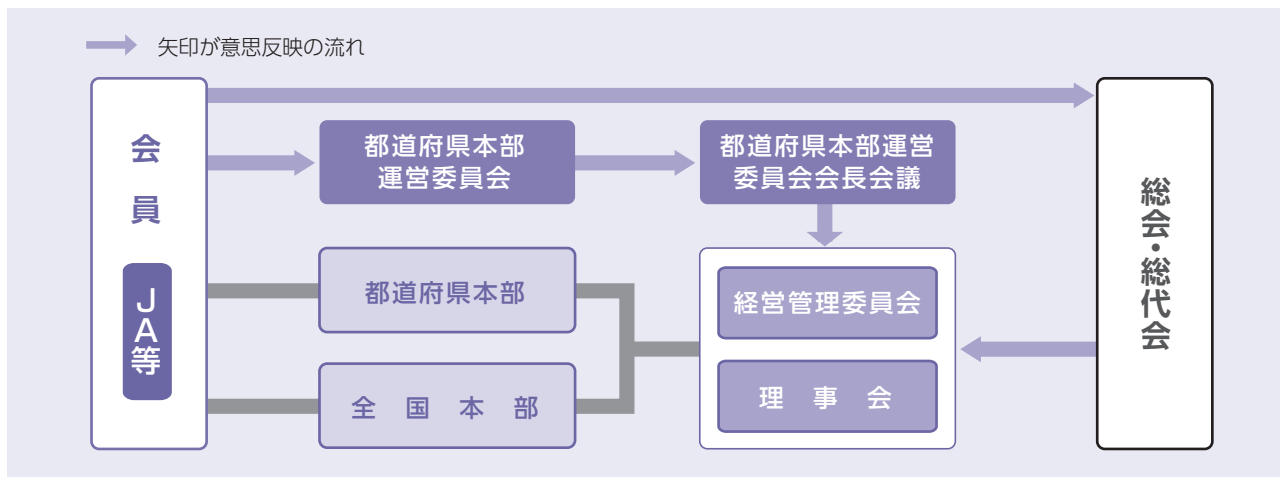 矢印が意思反映の流れ
会員
JA等
都道府県本部
運営委員会
都道府県本部運営
委員会会長会議
都道府県本部
全国本部
経営管理委員会
理事会
総会・総代会